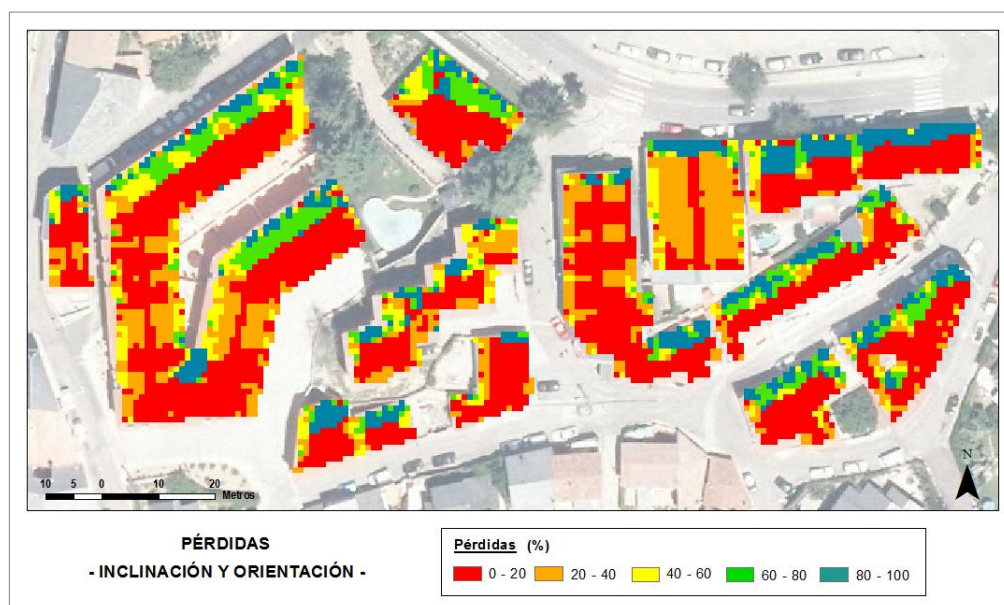 N
10 5 0 10 20
Metros
PÉRDIDAS
- INCLINACIÓN Y ORIENTACIÓN -
Pérdidas (%)
0 - 20 20 - 40 40 - 60 60 - 80 80 - 100